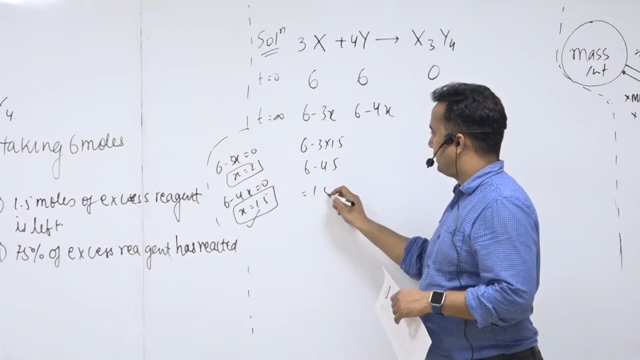 Y4
taking 6 moles
1.5 moles of excess reagent
is left
75% of excess reagent has reacted
Solⁿ 3X + 4Y → X₃Y₄
t=0 6 6 0
t=∞ 6-3x 6-4x
6-3x=0
x=2
6-4x=0
x=1.5
6-3×1.5
6-4.5
= 1
mass
/wt